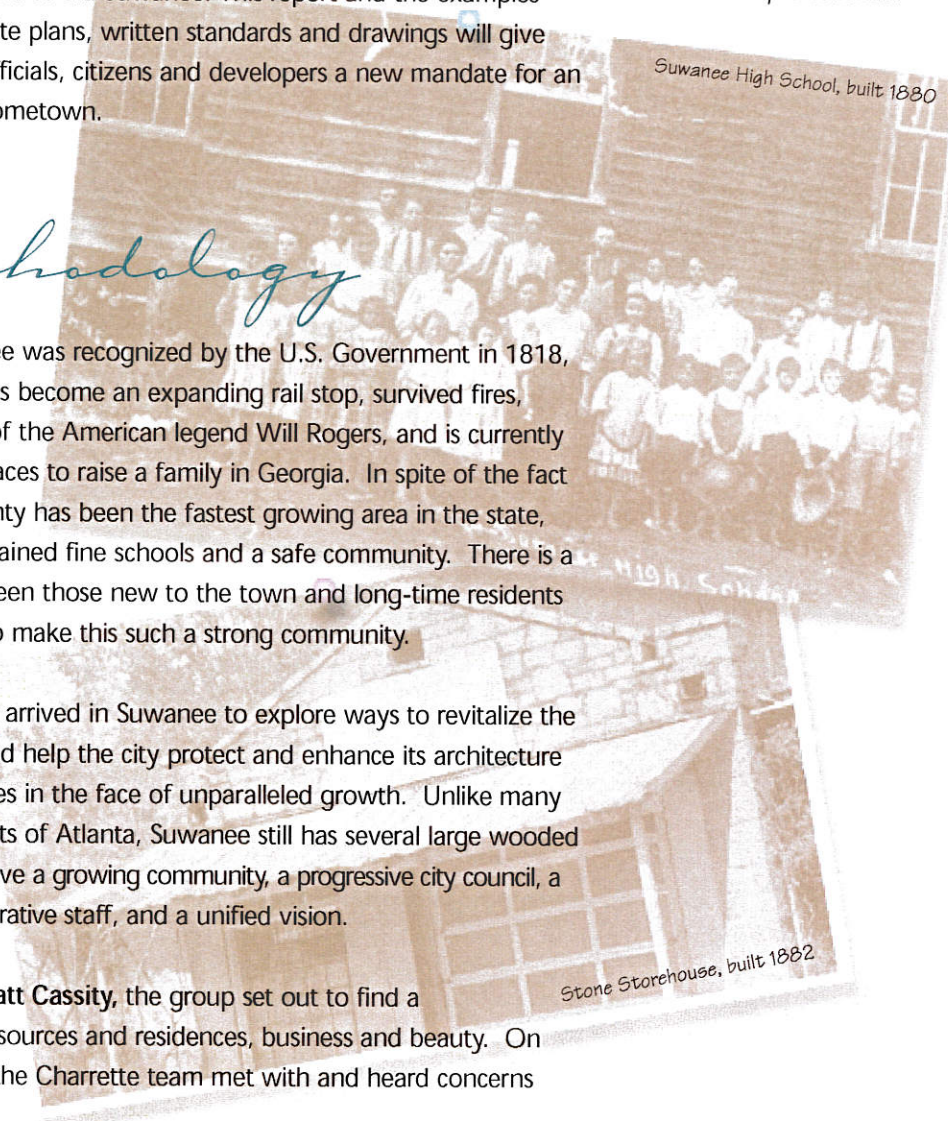 te plans, written standards and drawings will give
ficials, citizens and developers a new mandate for an
ometown.
Suwanee High School, built 1880
hodology
e was recognized by the U.S. Government in 1818,
s become an expanding rail stop, survived fires,
f the American legend Will Rogers, and is currently
aces to raise a family in Georgia. In spite of the fact
nty has been the fastest growing area in the state,
ained fine schools and a safe community. There is a
een those new to the town and long-time residents
o make this such a strong community.
High School
arrived in Suwanee to explore ways to revitalize the
d help the city protect and enhance its architecture
es in the face of unparalleled growth. Unlike many
ts of Atlanta, Suwanee still has several large wooded
ve a growing community, a progressive city council, a
rative staff, and a unified vision.
Stone Storehouse, built 1882
att Cassity, the group set out to find a
sources and residences, business and beauty. On
he Charrette team met with and heard concerns